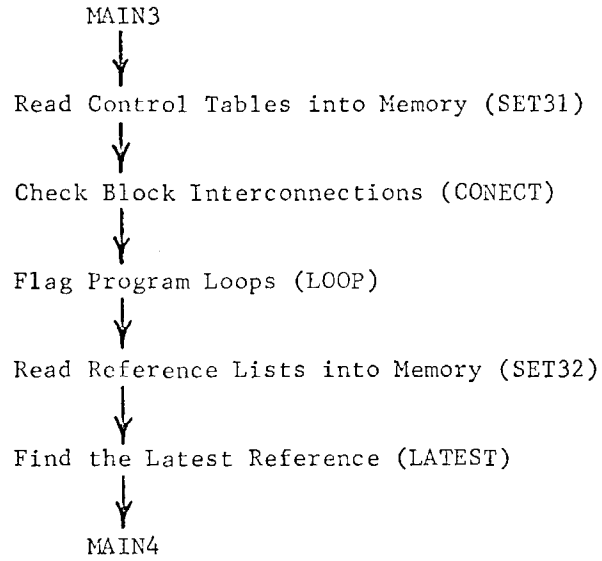 MAIN3
Read Control Tables into Memory (SET31)
Check Block Interconnections (CONECT)
Flag Program Loops (LOOP)
Read Reference Lists into Memory (SET32)
Find the Latest Reference (LATEST)
MAIN4